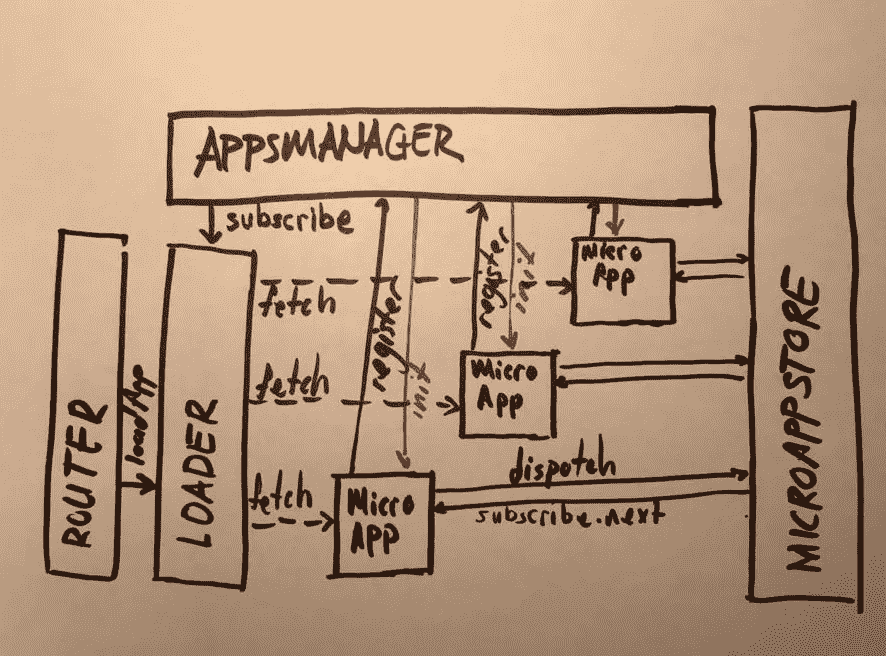 APPSMANAGER
subscribe
ROUTER
loadApp
LOADER
fetch
fetch
fetch
register
init
register
init
Micro
App
Micro
App
Micro
APP
dispatch
subscribe.next
MICROAPPSTORE